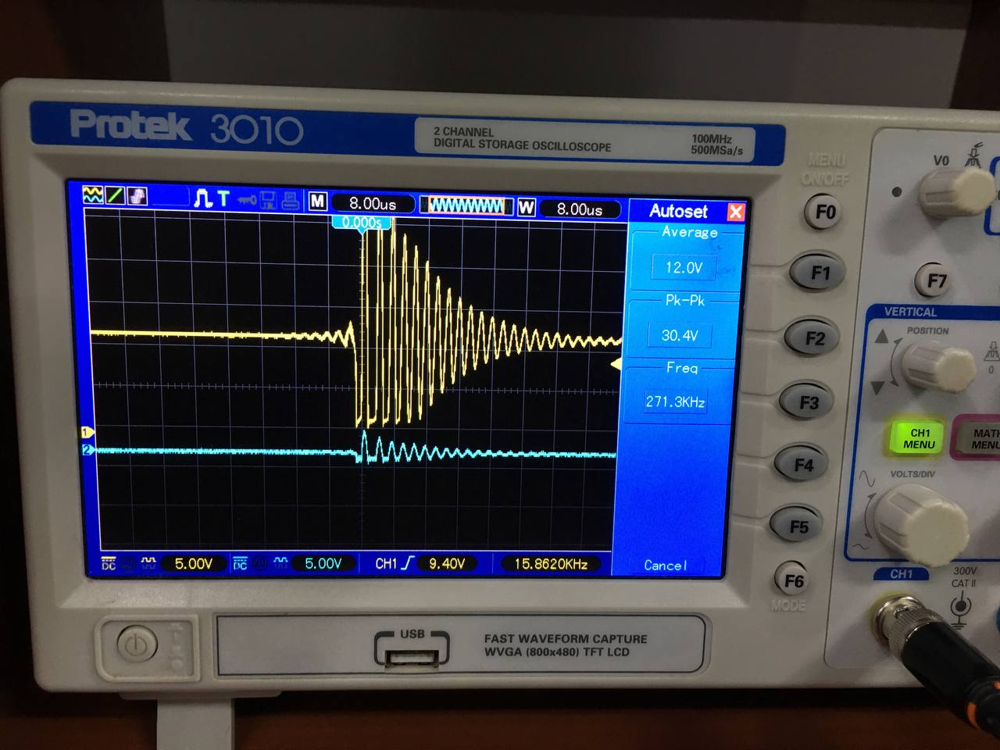 Protek 3010
2 CHANNEL
DIGITAL STORAGE OSCILLOSCOPE
100MHz
500MSa/s
MENU
ON/OFF
F0
F1
F2
F3
F4
F5
F6
MODE
T
M
8.00us
W
8.00us
0.000s
Autoset
X
Average
12.0V
Pk-Pk
30.4V
Freq
271.3KHz
Cancel
1
2
DC
5.00V
DC
5.00V
CH1
9.40V
15.8620KHz
V0
F7
VERTICAL
POSITION
0
CH1
MENU
MATH
MENU
VOLTS/DIV
CH1
300V
CAT II
USB
FAST WAVEFORM CAPTURE
WVGA (800x480) TFT LCD